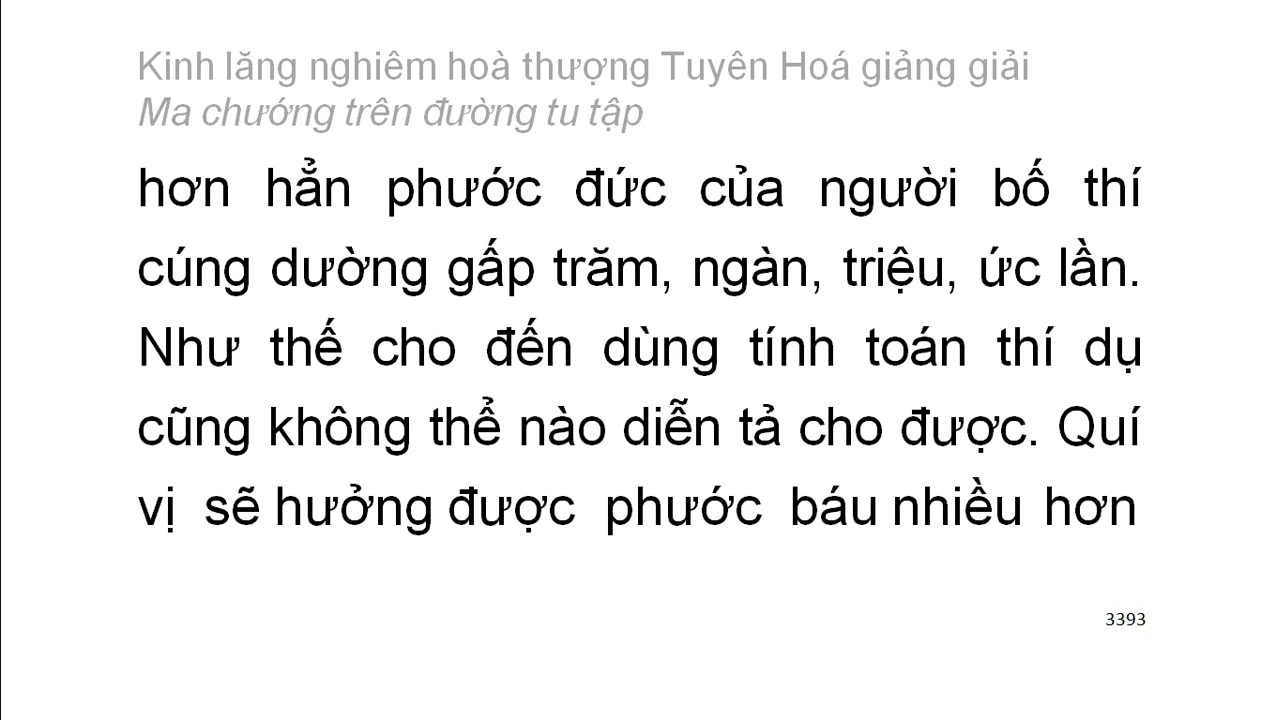 Kinh lăng nghiêm hoà thượng Tuyên Hoá giảng giải
Ma chướng trên đường tu tập
hơn hẳn phước đức của người bố thí
cúng dường gấp trăm, ngàn, triệu, ức lần.
Như thế cho đến dùng tính toán thí dụ
cũng không thể nào diễn tả cho được. Quí
vị sẽ hưởng được phước báu nhiều hơn
3393